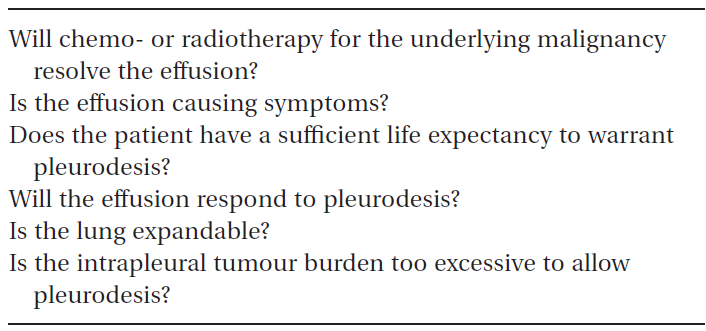 Will chemo- or radiotherapy for the underlying malignancy
resolve the effusion?
Is the effusion causing symptoms?
Does the patient have a sufficient life expectancy to warrant
pleurodesis?
Will the effusion respond to pleurodesis?
Is the lung expandable?
Is the intrapleural tumour burden too excessive to allow
pleurodesis?